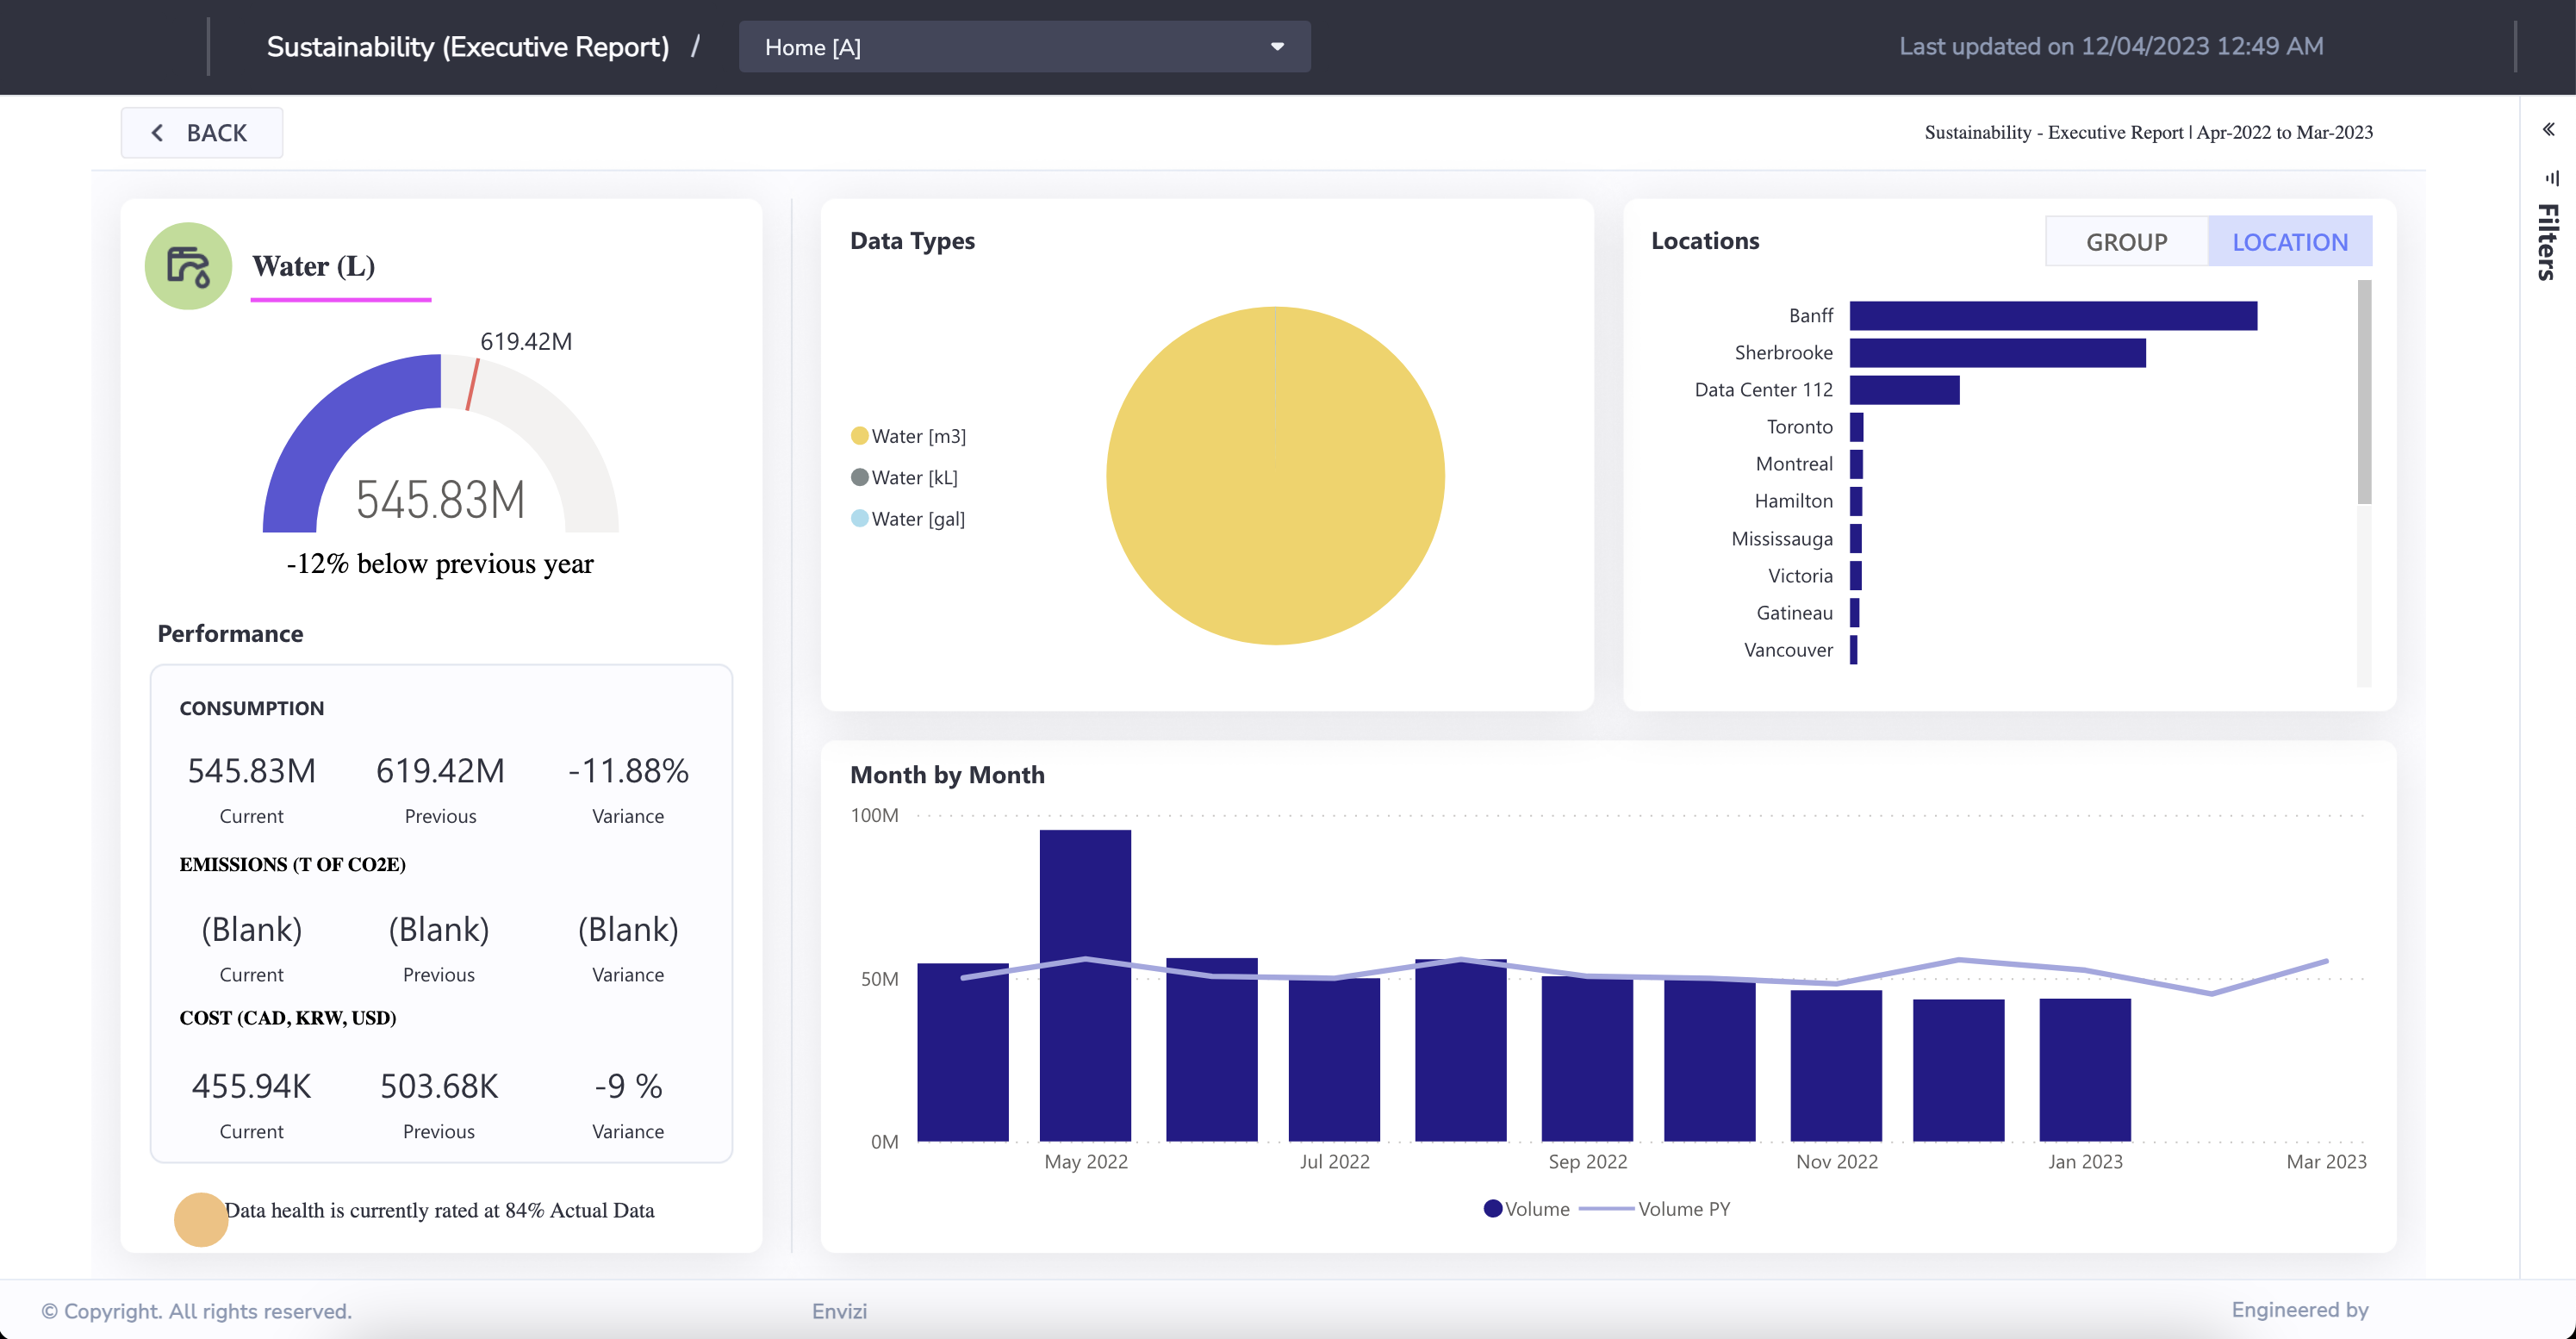 Sustainability (Executive Report) / Home [A]
Last updated on 12/04/2023 12:49 AM
BACK
Sustainability - Executive Report | Apr-2022 to Mar-2023
Filters
Water (L)
619.42M
545.83M
-12% below previous year
Performance
CONSUMPTION
545.83M 619.42M -11.88%
Current Previous Variance
EMISSIONS (T OF CO2E)
(Blank) (Blank) (Blank)
Current Previous Variance
COST (CAD, KRW, USD)
455.94K 503.68K -9 %
Current Previous Variance
Data health is currently rated at 84% Actual Data
Data Types
Water [m3]
Water [kL]
Water [gal]
Locations
GROUP LOCATION
Banff
Sherbrooke
Data Center 112
Toronto
Montreal
Hamilton
Mississauga
Victoria
Gatineau
Vancouver
Month by Month
100M
50M
0M
May 2022 Jul 2022 Sep 2022 Nov 2022 Jan 2023 Mar 2023
Volume Volume PY
© Copyright. All rights reserved.
Envizi
Engineered by